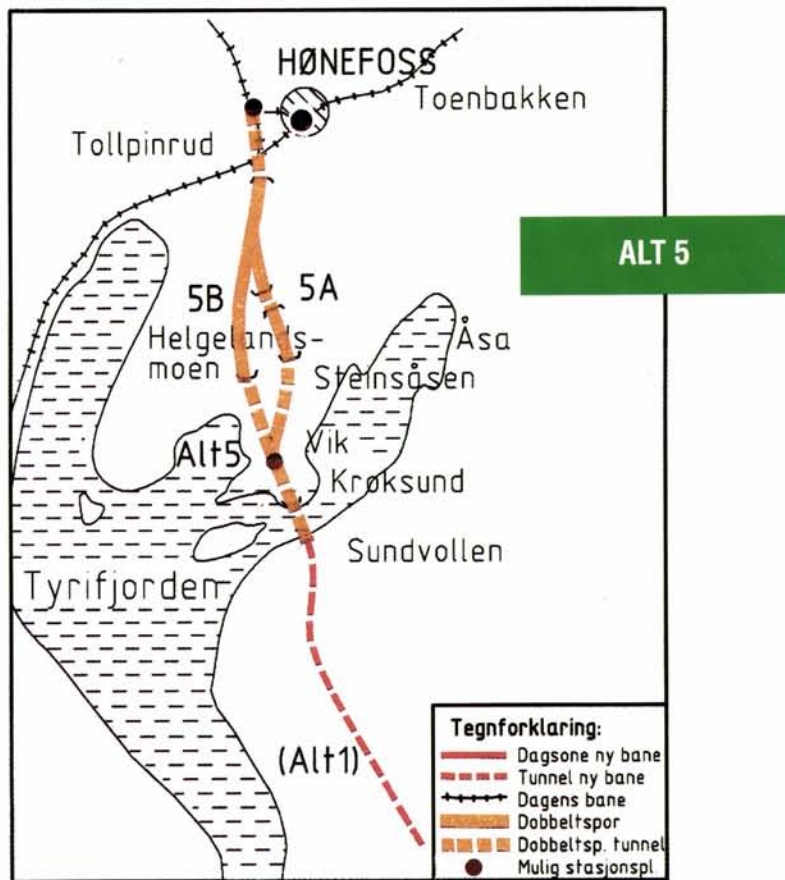 HØNEFOSS
Toenbakken
Tollpinrud
ALT 5
5B
5A
Helgelands-
moen
Åsa
Steinsåsen
Alt5
Vik
Kroksund
Sundvollen
Tyrifjorden
(Alt1)
Tegnforklaring:
Dagsone ny bane
Tunnel ny bane
Dagens bane
Dobbeltspor
Dobbeltsp. tunnel
Mulig stasjonspl.